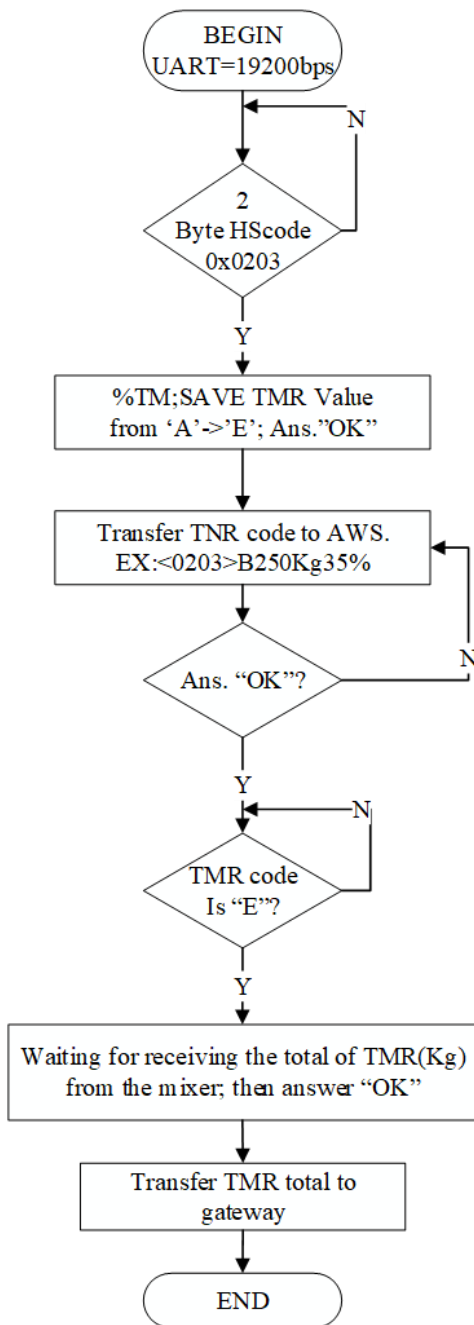 BEGIN
UART=19200bps
N
2
Byte HScode
0x0203
Y
%TM;SAVE TMR Value
from ‘A’->’E’; Ans.”OK”
Transfer TNR code to AWS.
EX:<0203>B250Kg35%
N
Ans. “OK”?
Y
N
TMR code
Is “E”?
Y
Waiting for receiving the total of TMR(Kg)
from the mixer; then answer “OK”
Transfer TMR total to
gateway
END